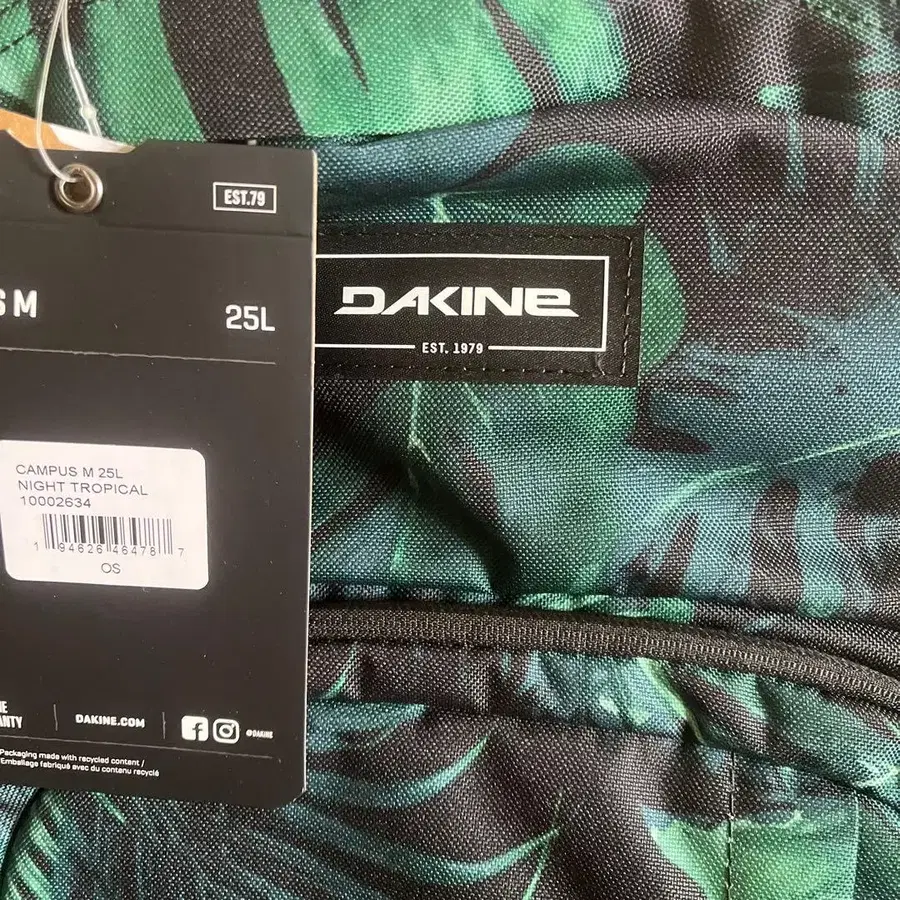 EST.79
S M
25L
CAMPUS M 25L
NIGHT TROPICAL
10002634
1 94626 46478 7
OS
DAKINE.COM
@DAKINE
Packaging made with recycled content /
Emballage fabriqué avec du contenu recyclé
DAKINE
EST. 1979